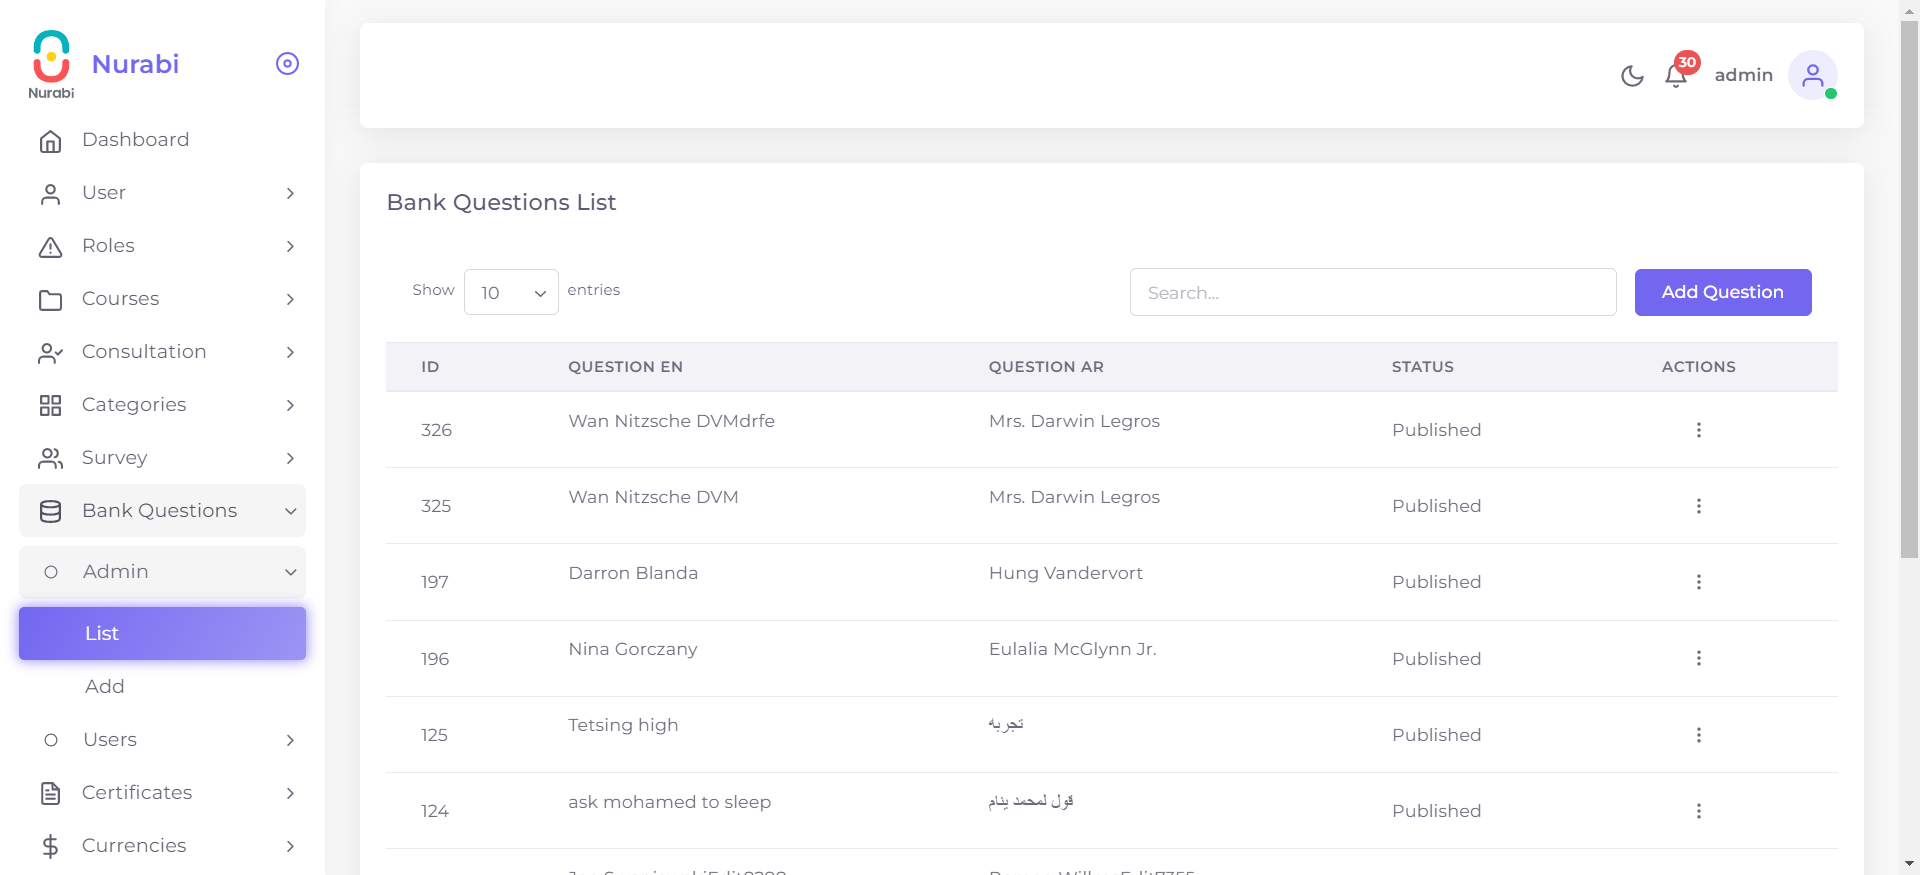 Nurabi
Nurabi
Dashboard
User
Roles
Courses
Consultation
Categories
Survey
Bank Questions
Admin
List
Add
Users
Certificates
Currencies
30
admin
Bank Questions List
Show 10 entries
Search...
Add Question
ID QUESTION EN QUESTION AR STATUS ACTIONS
326 Wan Nitzsche DVMdrfe Mrs. Darwin Legros Published
325 Wan Nitzsche DVM Mrs. Darwin Legros Published
197 Darron Blanda Hung Vandervort Published
196 Nina Gorczany Eulalia McGlynn Jr. Published
125 Tetsing high تجربه Published
124 ask mohamed to sleep قول لمحمد ينام Published